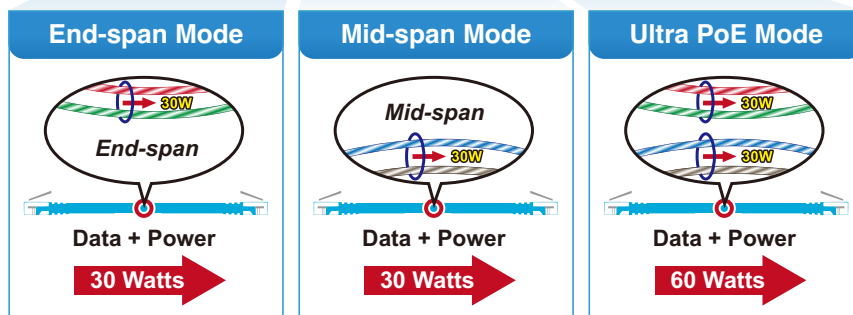 End-span Mode
30W
End-span
Data + Power
30 Watts
Mid-span Mode
Mid-span
30W
Data + Power
30 Watts
Ultra PoE Mode
30W
30W
Data + Power
60 Watts